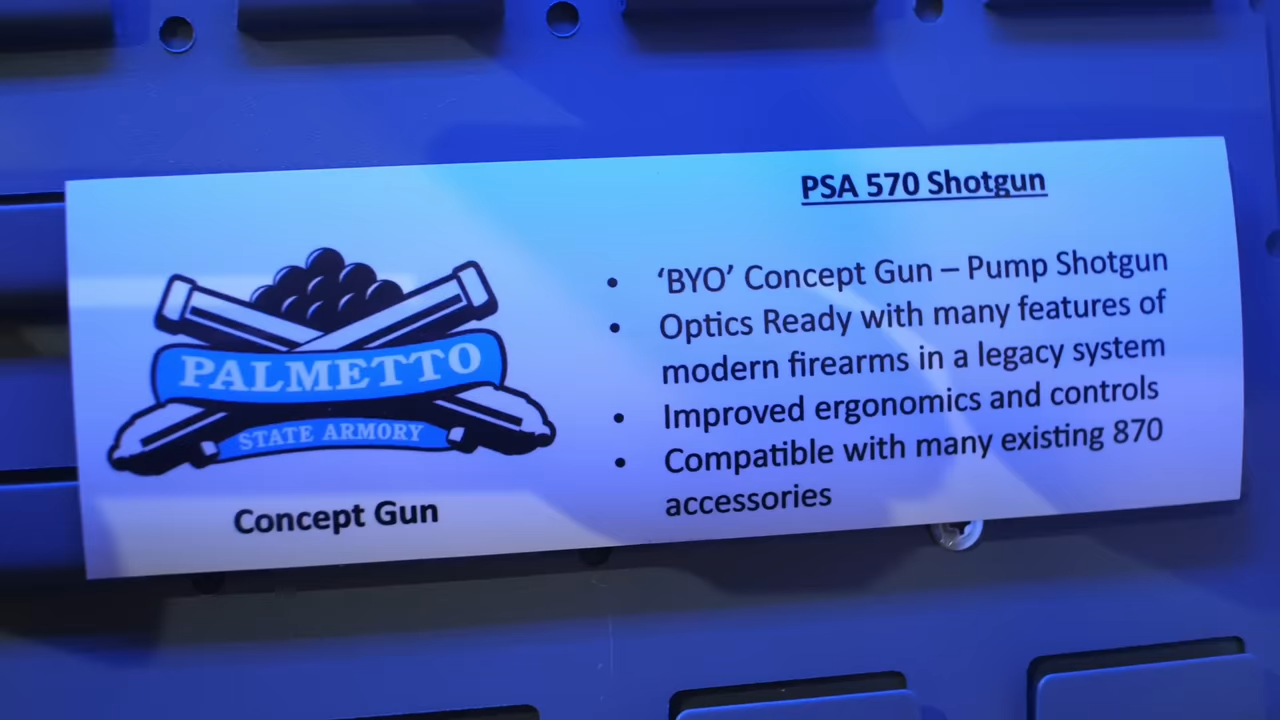 PALMETTO
STATE ARMORY
Concept Gun
PSA 570 Shotgun
• ‘BYO’ Concept Gun – Pump Shotgun
• Optics Ready with many features of
modern firearms in a legacy system
• Improved ergonomics and controls
• Compatible with many existing 870
accessories